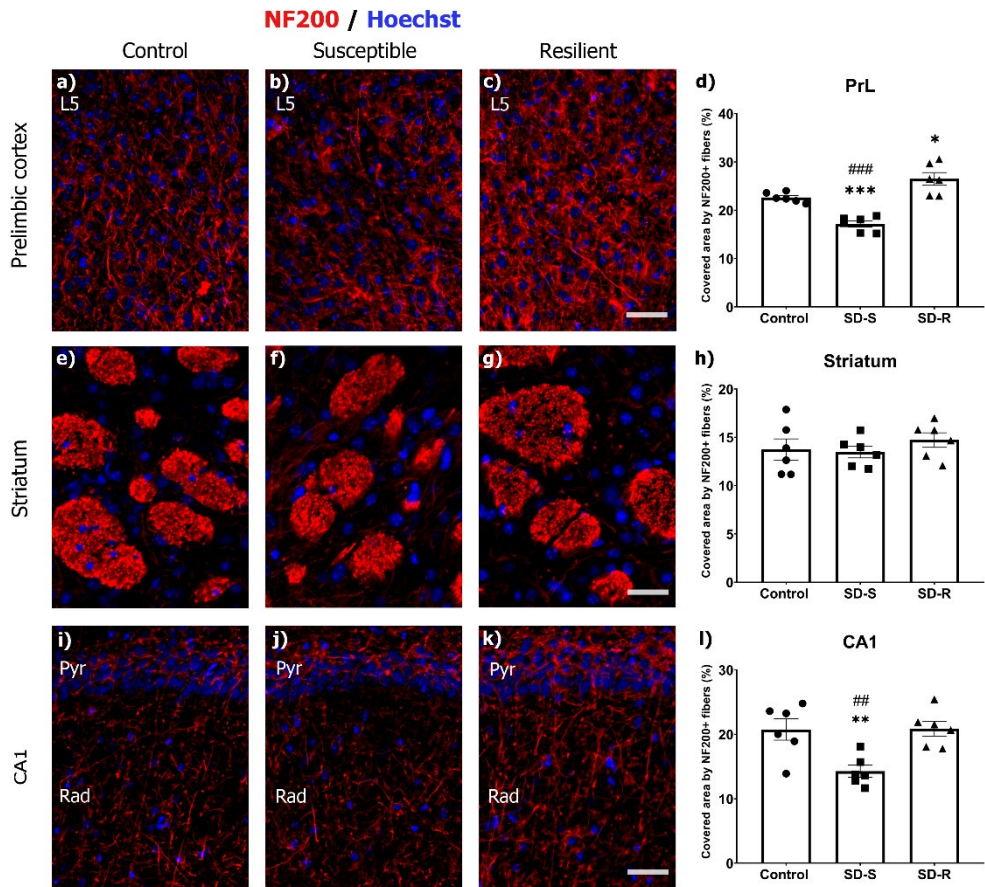 NF200 / Hoechst
Control Susceptible Resilient
Prelimbic cortex
a) L5
b) L5
c) L5
d) PrL
Covered area by NF200+ fibers (%)
40
30
20
10
0
###
***
*
Control SD-S SD-R
Striatum
e)
f)
g)
h) Striatum
Covered area by NF200+ fibers (%)
20
15
10
5
0
Control SD-S SD-R
CA1
i) Pyr
Rad
j) Pyr
Rad
k) Pyr
Rad
l) CA1
Covered area by NF200+ fibers (%)
30
20
10
0
##
**
Control SD-S SD-R